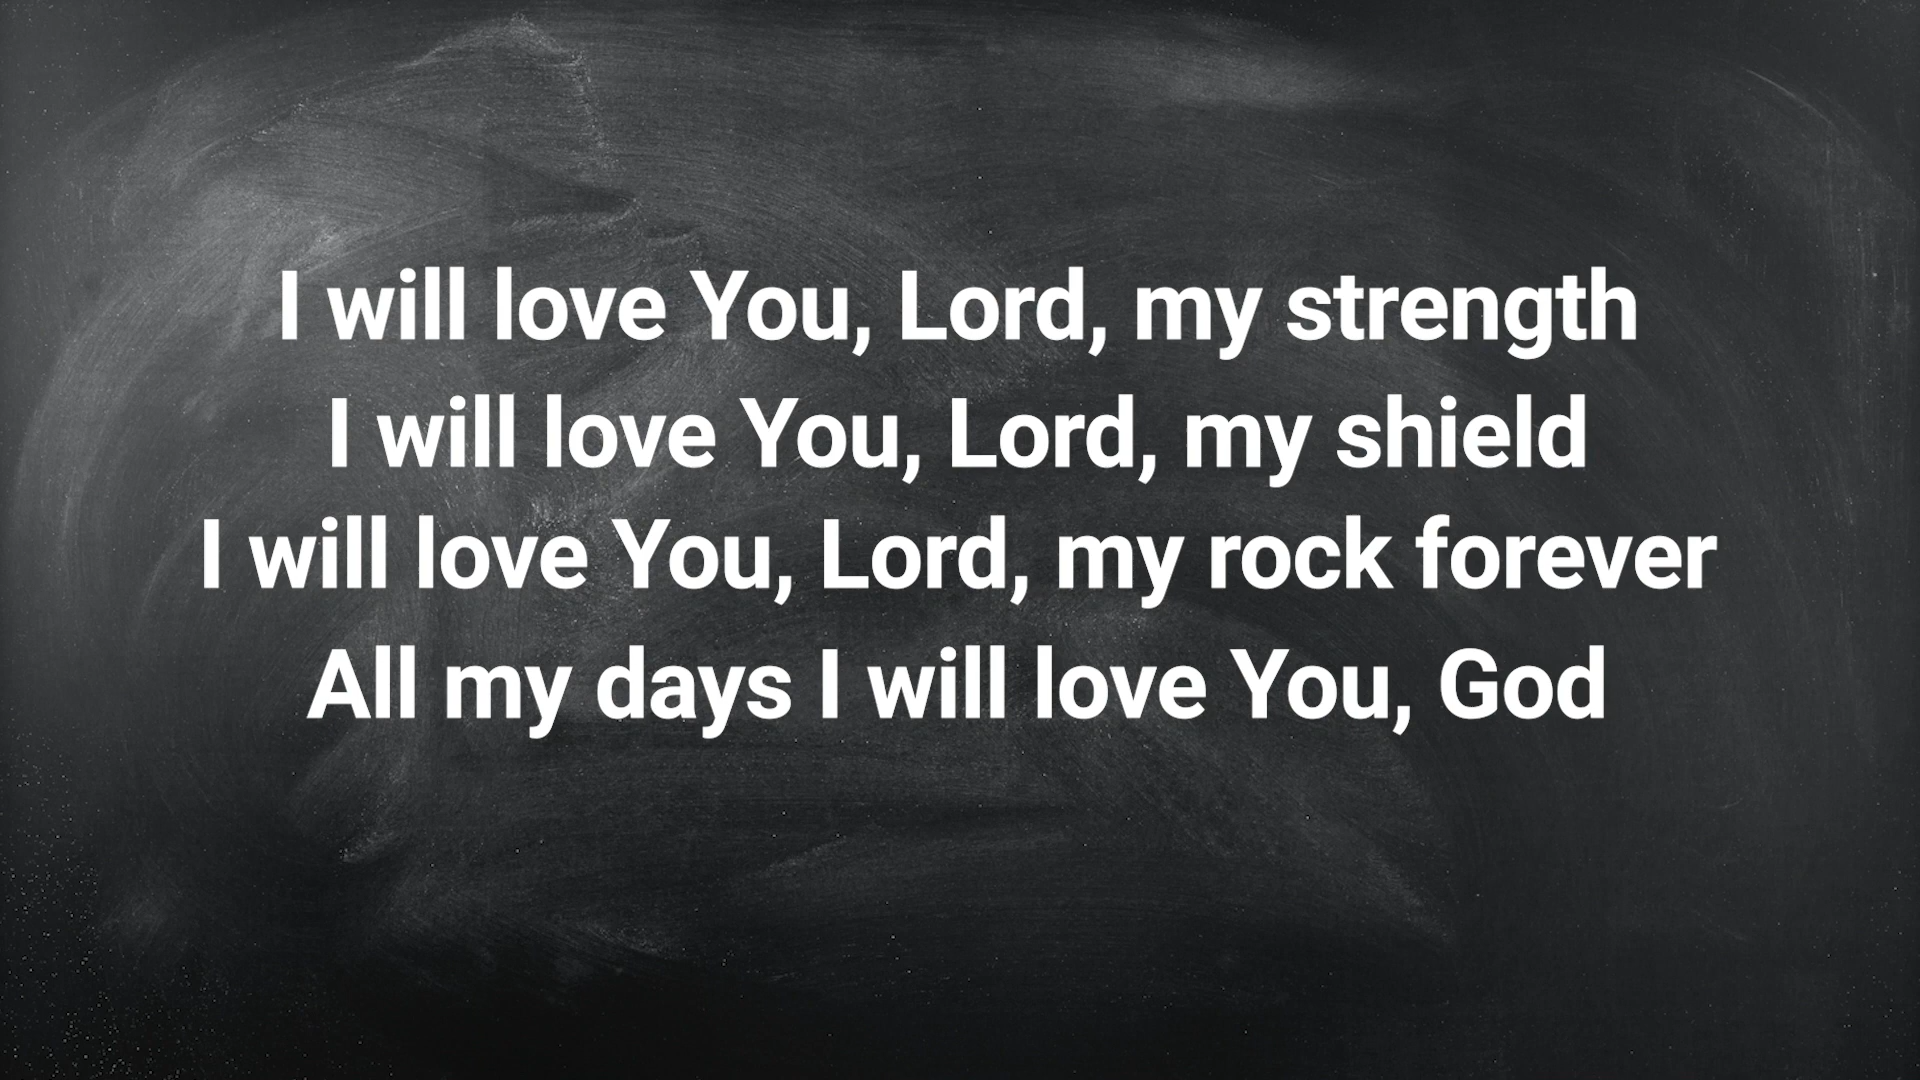 I will love You, Lord, my strength
I will love You, Lord, my shield
I will love You, Lord, my rock forever
All my days I will love You, God